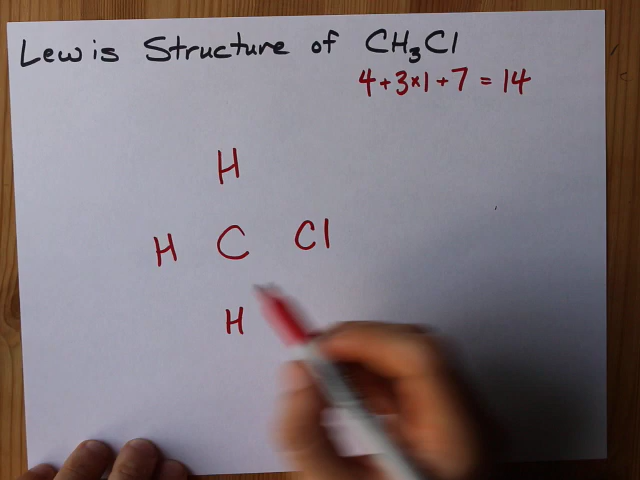 Lewis Structure of CH₃Cl
4+3×1+7 = 14
H
H C Cl
H